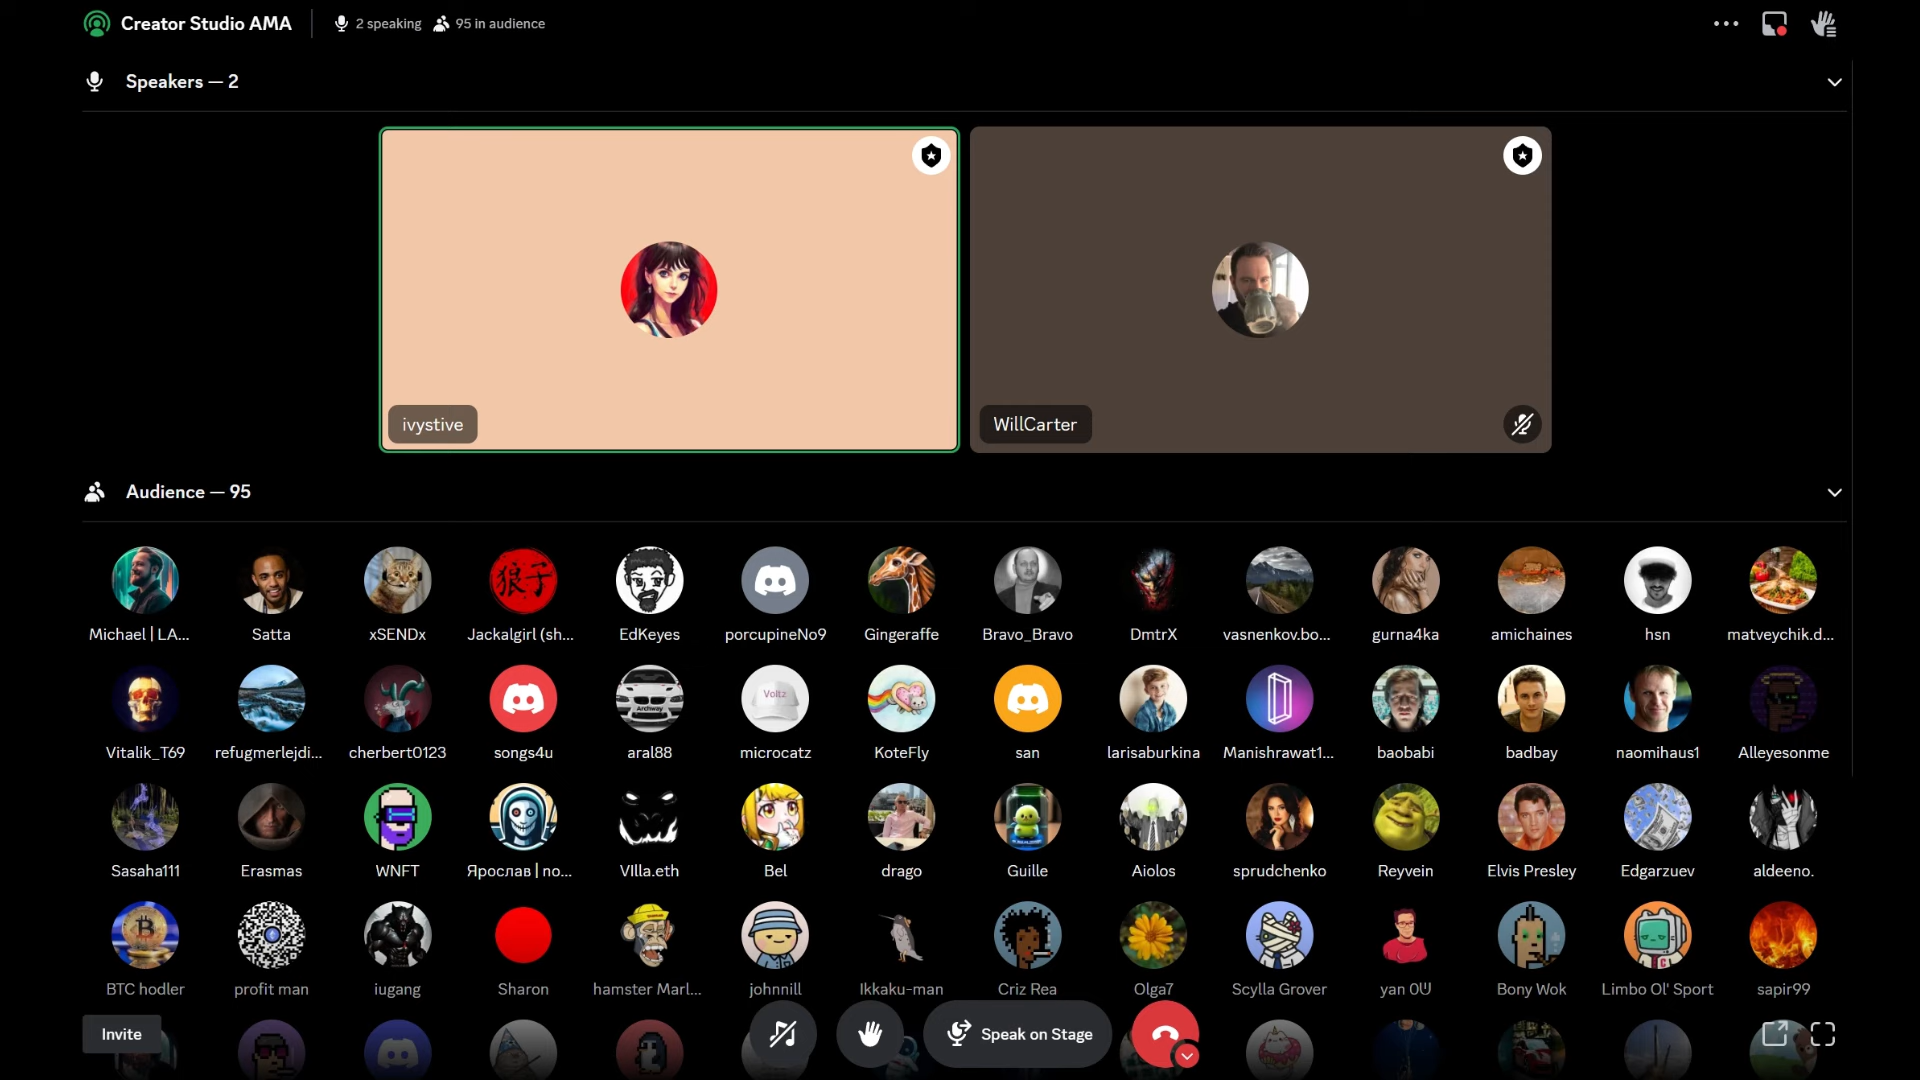 Creator Studio AMA 2 speaking 95 in audience
Speakers — 2
ivystive WillCarter
Audience — 95
狼子
Michael | LA... Satta xSENDx Jackalgirl (sh... EdKeyes porcupineNo9 Gingeraffe Bravo_Bravo DmtrX vasnenkov.bo... gurna4ka amichaines hsn matveychik.d...
Archway Voltz
Vitalik_T69 refugmerlejdi... cherbert0123 songs4u aral88 microcatz KoteFly san larisaburkina Manishrawat1... baobabi badbay naomihaus1 Alleyesonme
Sasaha111 Erasmas WNFT Ярослав | no... VIlla.eth Bel drago Guille Aiolos sprudchenko Reyvein Elvis Presley Edgarzuev aldeeno.
BTC hodler profit man iugang Sharon hamster Marl... johnnill Ikkaku-man Criz Rea Olga7 Scylla Grover yan Bony Wok Limbo Ol' Sport sapir99
Invite Speak on Stage